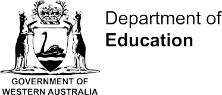 Department of
Education
GOVERNMENT OF
WESTERN AUSTRALIA